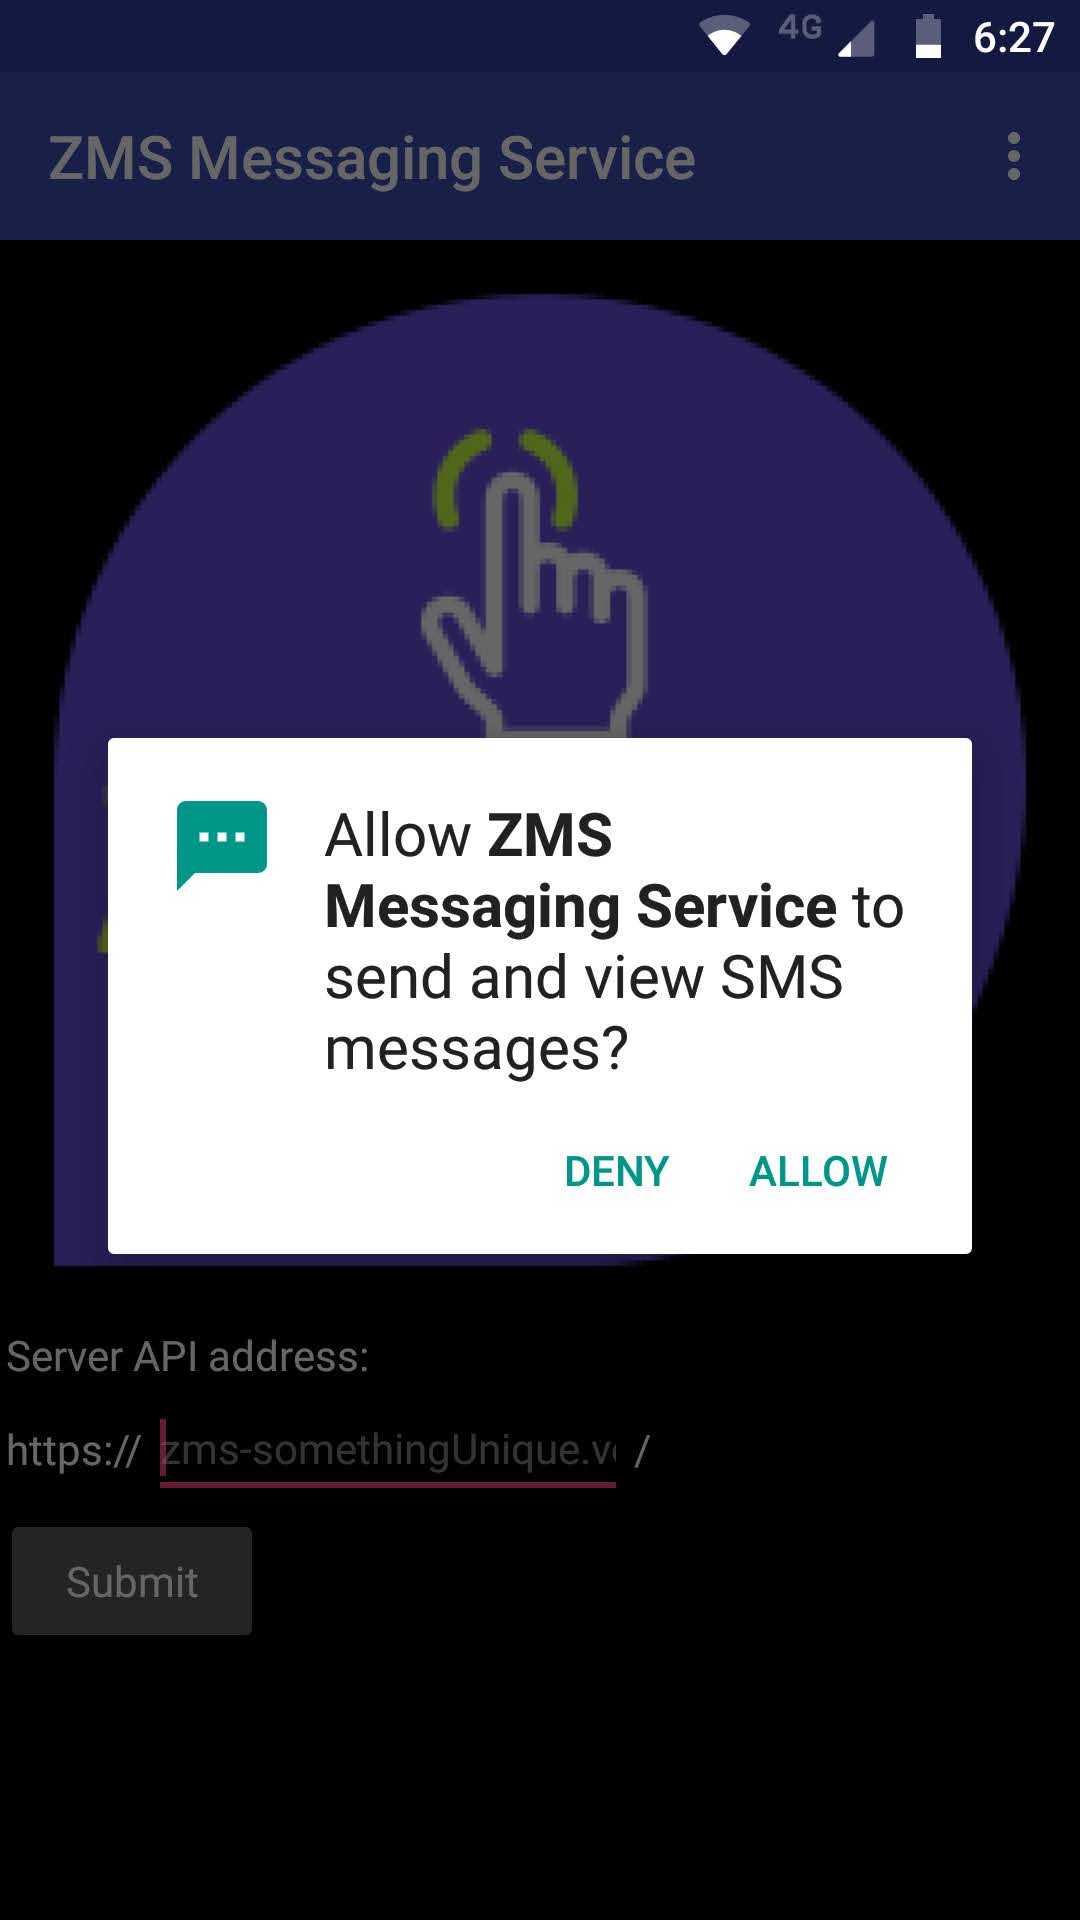 4G 6:27
ZMS Messaging Service
Allow ZMS
Messaging Service to
send and view SMS
messages?
DENY ALLOW
Server API address:
https:// zms-somethingUnique.v /
Submit